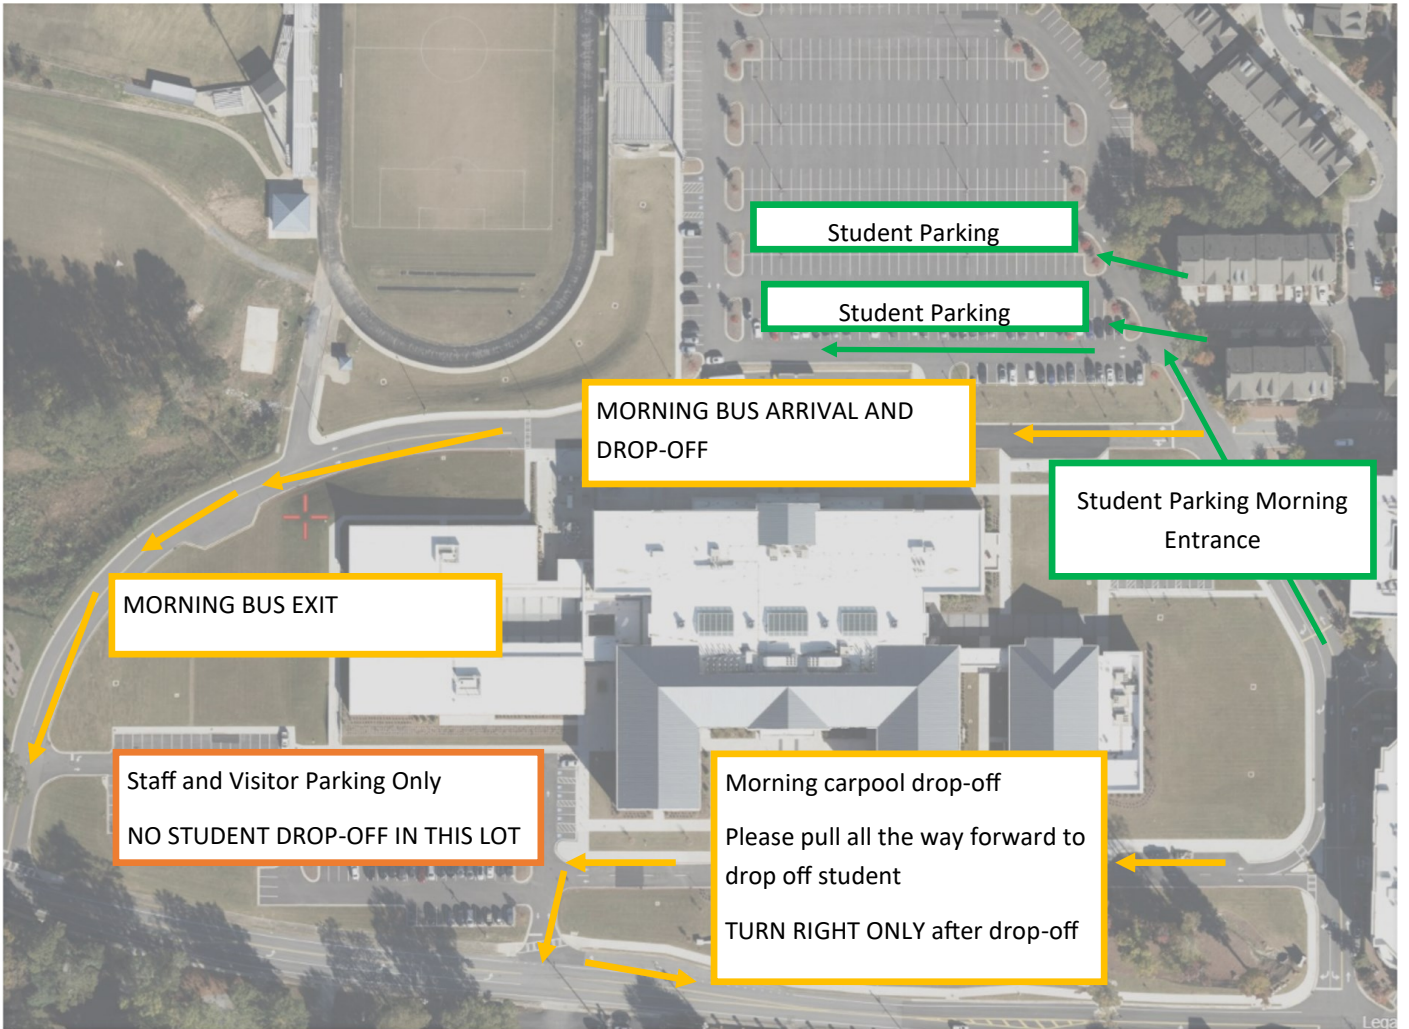 Student Parking
Student Parking
MORNING BUS ARRIVAL AND
DROP-OFF
Student Parking Morning
Entrance
MORNING BUS EXIT
Staff and Visitor Parking Only
NO STUDENT DROP-OFF IN THIS LOT
Morning carpool drop-off
Please pull all the way forward to
drop off student
TURN RIGHT ONLY after drop-off
Lega